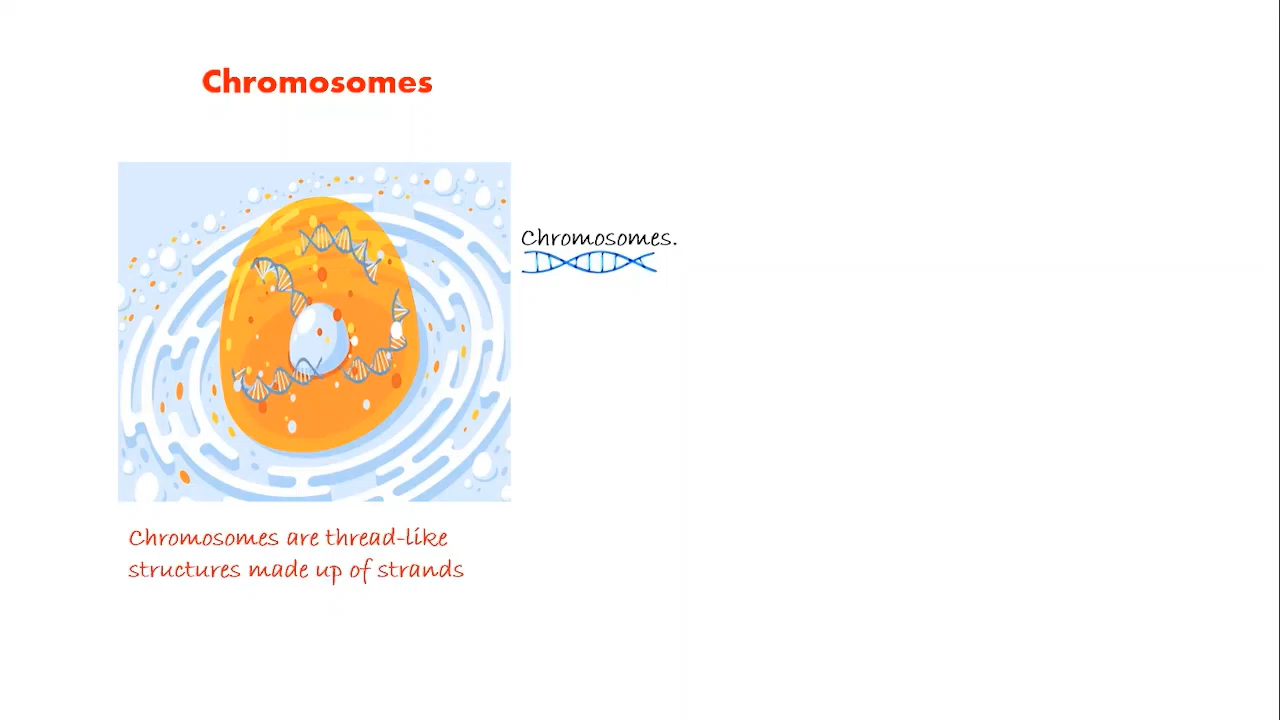 Chromosomes
Chromosomes.
Chromosomes are thread-like
structures made up of strands